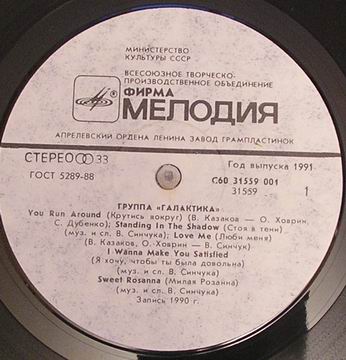 МИНИСТЕРСТВО
КУЛЬТУРЫ СССР
ВСЕСОЮЗНОЕ ТВОРЧЕСКО-
ПРОИЗВОДСТВЕННОЕ ОБЪЕДИНЕНИЕ
ФИРМА
МЕЛОДИЯ
АПРЕЛЕВСКИЙ ОРДЕНА ЛЕНИНА ЗАВОД ГРАМПЛАСТИНОК
СТЕРЕО 33
ГОСТ 5289-88
Год выпуска 1991
С60 31559 001
31559 1
ГРУППА «ГАЛАКТИКА»
You Run Around (Крутись вокруг) (В. Казаков — О. Ховрин,
С. Дубенко); Standing In The Shadow (Стоя в тени)
(муз. и сл. В. Синчука); Love Me (Люби меня)
(В. Казаков, О. Ховрин — В. Синчук)
I Wanna Make You Satisfied
(Я хочу, чтобы ты была довольна)
(муз. и сл. В. Синчука)
Sweet Rosanna (Милая Розанна)
(муз. и сл. В. Синчука)
Запись 1990 г.